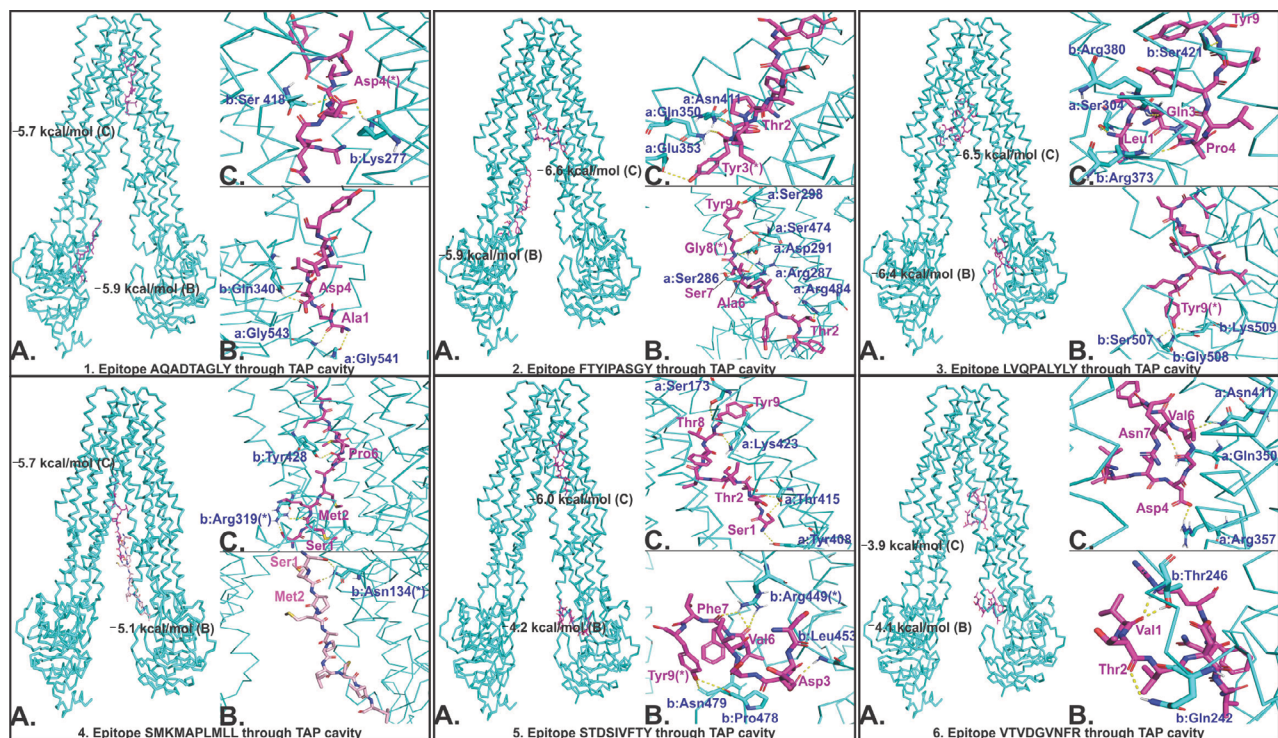 −5.7 kcal/mol (C)
−5.9 kcal/mol (B)
A.
Asp4(*)
b:Ser 418
b:Lys277
C.
b:Gln340
Asp4
Ala1
a:Gly543
a:Gly541
B.
1. Epitope AQADTAGLY through TAP cavity
−6.6 kcal/mol (C)
−5.9 kcal/mol (B)
A.
a:Asn411
a:Gln350
Thr2
a:Glu353
Tyr3(*)
C.
a:Ser298
Tyr9
a:Ser474
Gly8(*)
a:Asp291
a:Ser286
a:Arg287
Ser7
Ala6
a:Arg484
Thr2
B.
2. Epitope FTYIPASGY through TAP cavity
−6.5 kcal/mol (C)
−6.4 kcal/mol (B)
A.
Tyr9
b:Arg380
b:Ser421
a:Ser304
Gln3
Leu1
Pro4
b:Arg373
C.
Tyr9(*)
b:Lys509
b:Ser507
b:Gly508
B.
3. Epitope LVQPALYLY through TAP cavity
−5.7 kcal/mol (C)
−5.1 kcal/mol (B)
A.
b:Tyr428
Pro6
b:Arg319(*)
Met2
Ser1
C.
Ser1
b:Asn134(*)
Met2
B.
4. Epitope SMKMAPLMLL through TAP cavity
−6.0 kcal/mol (C)
−4.2 kcal/mol (B)
A.
a:Ser173
Tyr9
Thr8
a:Lys423
Thr2
a:Thr415
Ser1
a:Tyr408
C.
b:Arg449(*)
Phe7
Val6
b:Leu453
Tyr9(*)
Asp3
b:Asn479
b:Pro478
B.
5. Epitope STDSIVFTY through TAP cavity
−3.9 kcal/mol (C)
−4.1 kcal/mol (B)
A.
a:Asn411
Val6
Asn7
a:Gln350
Asp4
a:Arg357
C.
b:Thr246
Val1
Thr2
b:Gln242
B.
6. Epitope VTVDGVNFR through TAP cavity